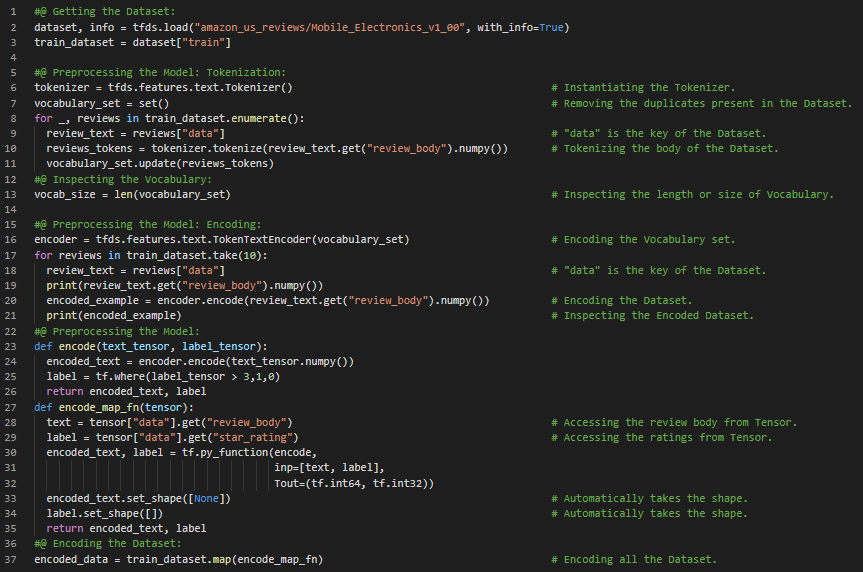 1 #@ Getting the Dataset:
2 dataset, info = tfds.load("amazon_us_reviews/Mobile_Electronics_v1_00", with_info=True)
3 train_dataset = dataset["train"]
4
5 #@ Preprocessing the Model: Tokenization:
6 tokenizer = tfds.features.text.Tokenizer() # Instantiating the Tokenizer.
7 vocabulary_set = set() # Removing the duplicates present in the Dataset.
8 for _, reviews in train_dataset.enumerate():
9 review_text = reviews["data"] # "data" is the key of the Dataset.
10 reviews_tokens = tokenizer.tokenize(review_text.get("review_body").numpy()) # Tokenizing the body of the Dataset.
11 vocabulary_set.update(reviews_tokens)
12 #@ Inspecting the Vocabulary:
13 vocab_size = len(vocabulary_set) # Inspecting the length or size of Vocabulary.
14
15 #@ Preprocessing the Model: Encoding:
16 encoder = tfds.features.text.TokenTextEncoder(vocabulary_set) # Encoding the Vocabulary set.
17 for reviews in train_dataset.take(10):
18 review_text = reviews["data"] # "data" is the key of the Dataset.
19 print(review_text.get("review_body").numpy())
20 encoded_example = encoder.encode(review_text.get("review_body").numpy()) # Encoding the Dataset.
21 print(encoded_example) # Inspecting the Encoded Dataset.
22 #@ Preprocessing the Model:
23 def encode(text_tensor, label_tensor):
24 encoded_text = encoder.encode(text_tensor.numpy())
25 label = tf.where(label_tensor > 3,1,0)
26 return encoded_text, label
27 def encode_map_fn(tensor):
28 text = tensor["data"].get("review_body") # Accessing the review body from Tensor.
29 label = tensor["data"].get("star_rating") # Accessing the ratings from Tensor.
30 encoded_text, label = tf.py_function(encode,
31 inp=[text, label],
32 Tout=(tf.int64, tf.int32))
33 encoded_text.set_shape([None]) # Automatically takes the shape.
34 label.set_shape([]) # Automatically takes the shape.
35 return encoded_text, label
36 #@ Encoding the Dataset:
37 encoded_data = train_dataset.map(encode_map_fn) # Encoding all the Dataset.